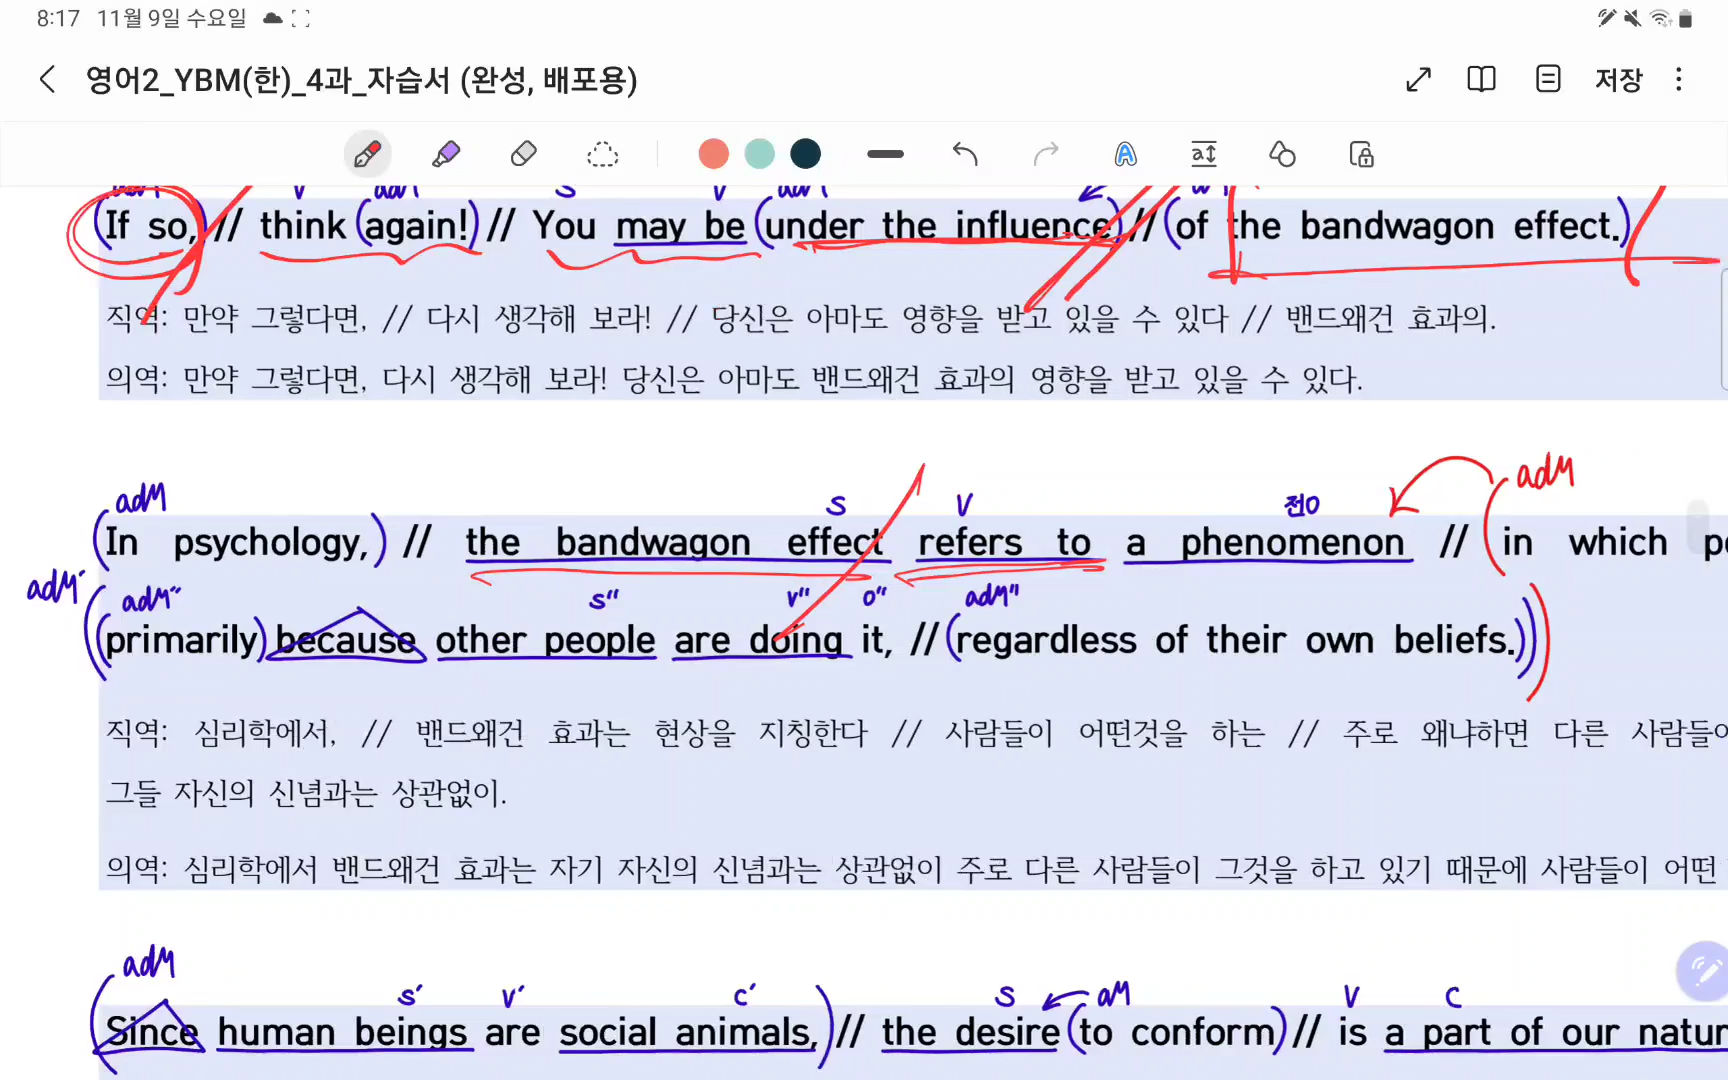 8:17 11월 9일 수요일
영어2_YBM(한)_4과_자습서 (완성, 배포용)
저장
V S V
(If so,) // think (again!) // You may be (under the influence) // (of the bandwagon effect.)
직역: 만약 그렇다면, // 다시 생각해 보라! // 당신은 아마도 영향을 받고 있을 수 있다 // 밴드왜건 효과의.
의역: 만약 그렇다면, 다시 생각해 보라! 당신은 아마도 밴드왜건 효과의 영향을 받고 있을 수 있다.
adM S V 전O adM
(In psychology,) // the bandwagon effect refers to a phenomenon // (in which
adM' adM" S" V" O" adM"
((primarily) because other people are doing it, // (regardless of their own beliefs.)))
직역: 심리학에서, // 밴드왜건 효과는 현상을 지칭한다 // 사람들이 어떤것을 하는 // 주로 왜냐하면 다른
그들 자신의 신념과는 상관없이.
의역: 심리학에서 밴드왜건 효과는 자기 자신의 신념과는 상관없이 주로 다른 사람들이 그것을 하고 있기 때문에 사람들이 어떤
adM S' V' C' S aM V C
(Since human beings are social animals,) // the desire (to conform) // is a part of our